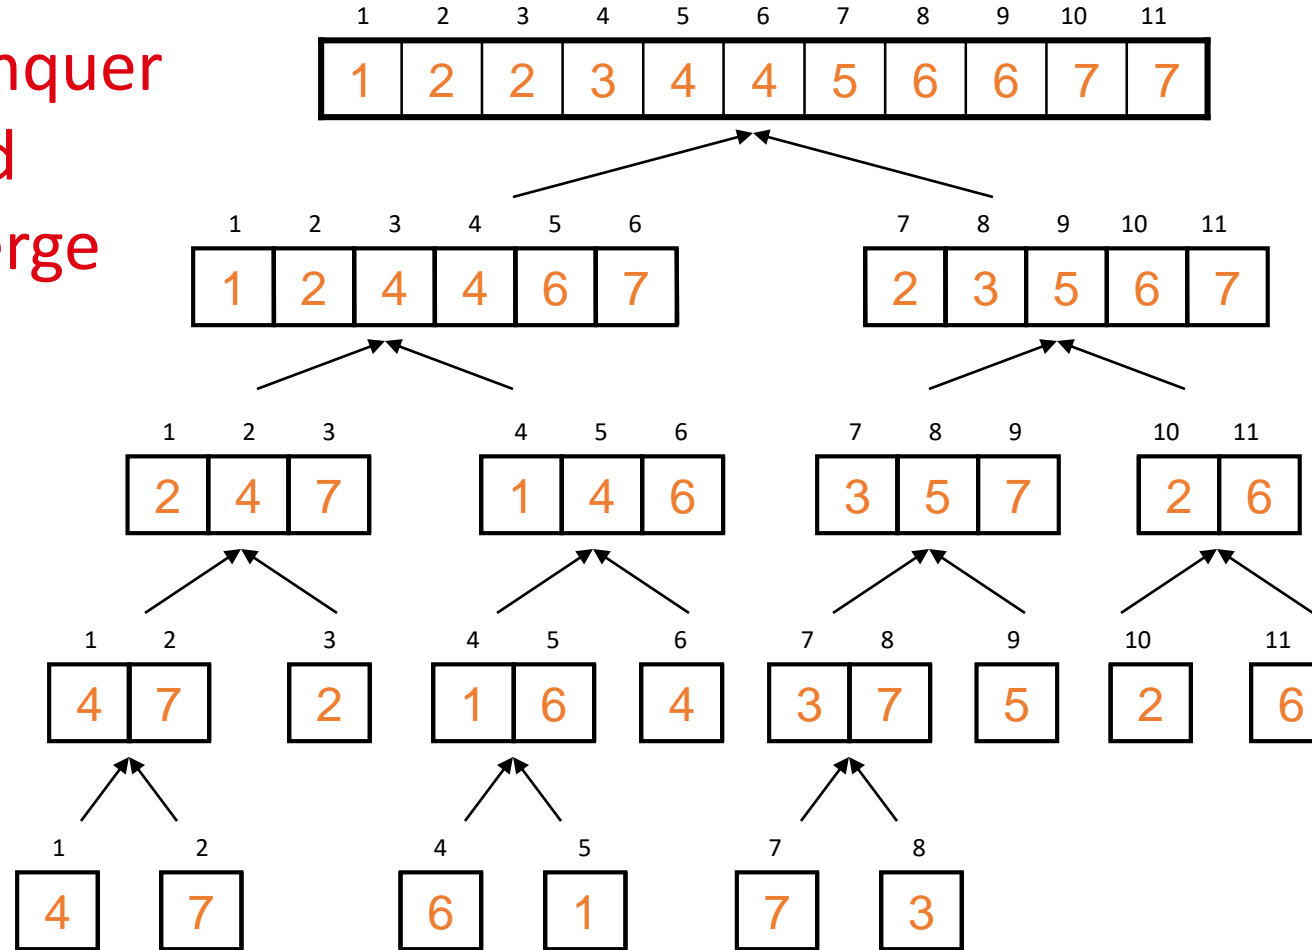 nquer
d
erge
1 2 3 4 5 6 7 8 9 10 11
1 2 2 3 4 4 5 6 6 7 7
1 2 3 4 5 6 7 8 9 10 11
1 2 4 4 6 7 2 3 5 6 7
1 2 3 4 5 6 7 8 9 10 11
2 4 7 1 4 6 3 5 7 2 6
1 2 3 4 5 6 7 8 9 10 11
4 7 2 1 6 4 3 7 5 2 6
1 2 4 5 7 8
4 7 6 1 7 3